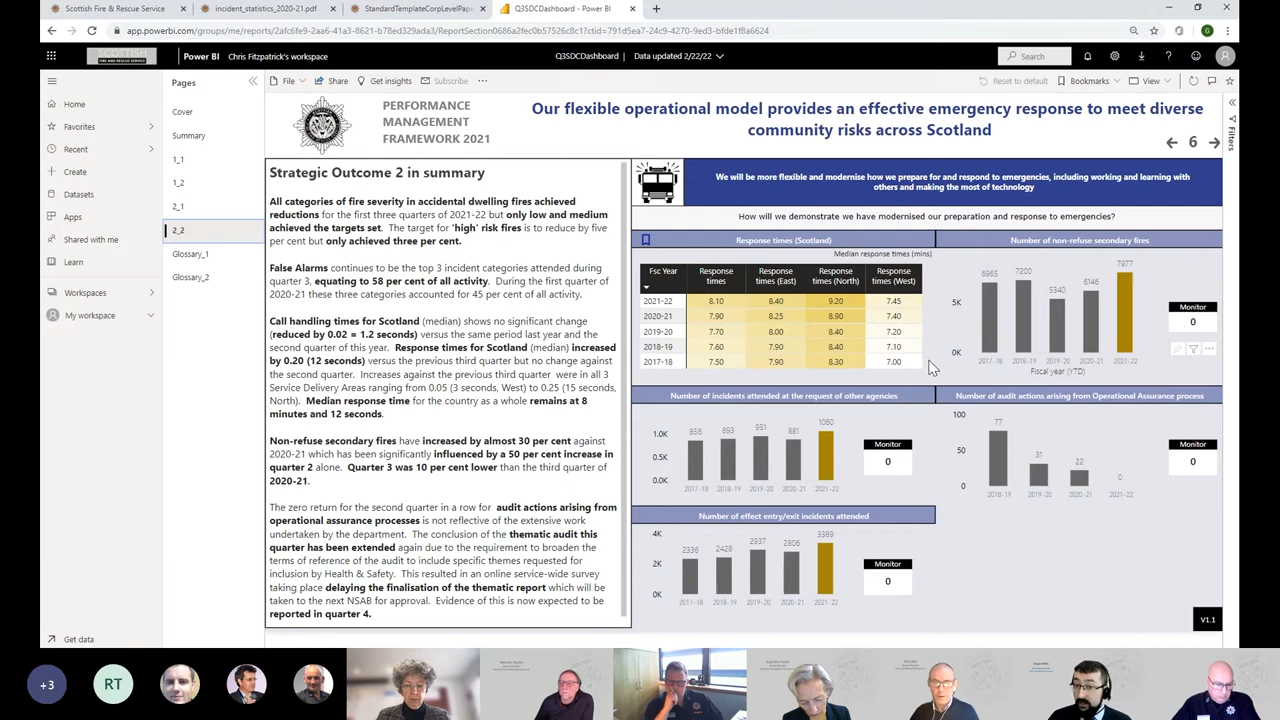 Scottish Fire & Rescue Service
incident_statistics_2020-21.pdf
StandardTemplateCorpLevelPape
Q3SDCDashboard - Power BI
app.powerbi.com/groups/me/reports/2afc6fe9-2aa6-41a3-8621-b78ed329ada3/ReportSection0686a2fec0b0b57526c8c1?ctid=791d5ea7-24c9-4270-9ed3-bfe1f8a6624
SCOTTISH
FIRE AND RESCUE SERVICE
Power BI
Chris Fitzpatrick's workspace
Q3SDCDashboard
Data updated 2/22/22
Search
Pages
File
Share
Get insights
Subscribe
Reset to default
Bookmarks
View
Home
Favorites
Recent
Create
Datasets
Apps
Shared with me
Learn
Workspaces
My workspace
Get data
Cover
Summary
1_1
1_2
2_1
2_2
Glossary_1
Glossary_2
Filters
PERFORMANCE
MANAGEMENT
FRAMEWORK 2021
Our flexible operational model provides an effective emergency response to meet diverse
community risks across Scotland
6
Strategic Outcome 2 in summary
All categories of fire severity in accidental dwelling fires achieved
reductions for the first three quarters of 2021-22 but only low and medium
achieved the targets set. The target for `high` risk fires is to reduce by five
per cent but only achieved three per cent.
False Alarms continues to be the top 3 incident categories attended during
quarter 3, equating to 58 per cent of all activity. During the first quarter of
2020-21 these three categories accounted for 45 per cent of all activity.
Call handling times for Scotland (median) shows no significant change
(reduced by 0.02 = 1.2 seconds) versus the same period last year and the
second quarter of this year. Response times for Scotland (median) increased
by 0.20 (12 seconds) versus the previous third quarter but no change against
the second quarter. Increases against the previous third quarter were in all 3
Service Delivery Areas ranging from 0.05 (3 seconds, West) to 0.25 (15 seconds,
North). Median response time for the country as a whole remains at 8
minutes and 12 seconds.
Non-refuse secondary fires have increased by almost 30 per cent against
2020-21 which has been significantly influenced by a 50 per cent increase in
quarter 2 alone. Quarter 3 was 10 per cent lower than the third quarter of
2020-21.
The zero return for the second quarter in a row for audit actions arising from
operational assurance processes is not reflective of the extensive work
undertaken by the department. The conclusion of the thematic audit this
quarter has been extended again due to the requirement to broaden the
terms of reference of the audit to include specific themes requested for
inclusion by Health & Safety. This resulted in an online service-wide survey
taking place delaying the finalisation of the thematic report which will be
taken to the next NSAB for approval. Evidence of this is now expected to be
reported in quarter 4.
We will be more flexible and modernise how we prepare for and respond to emergencies, including working and learning with
others and making the most of technology
How will we demonstrate we have modernised our preparation and response to emergencies?
Response times (Scotland)
Median response times (mins)
Fsc Year Response times Response times (East) Response times (North) Response times (West)
2021-22 8.10 8.40 9.20 7.45
2020-21 7.90 8.25 8.90 7.40
2019-20 7.70 8.00 8.40 7.20
2018-19 7.60 7.90 8.40 7.10
2017-18 7.50 7.90 8.30 7.00
Number of non-refuse secondary fires
5K
0K
6965
7200
5340
6146
7977
2017-18 2018-19 2019-20 2020-21 2021-22
Fiscal year (YTD)
Monitor
0
Number of incidents attended at the request of other agencies
1.0K
0.5K
0.0K
856
893
951
881
1060
2017-18 2018-19 2019-20 2020-21 2021-22
Monitor
0
Number of audit actions arising from Operational Assurance process
100
50
0
77
31
22
0
2018-19 2019-20 2020-21 2021-22
Monitor
0
Number of effect entry/exit incidents attended
4K
2K
0K
2336
2428
2937
2806
3389
2017-18 2018-19 2019-20 2020-21 2021-22
Monitor
0
V1.1
+3
RT